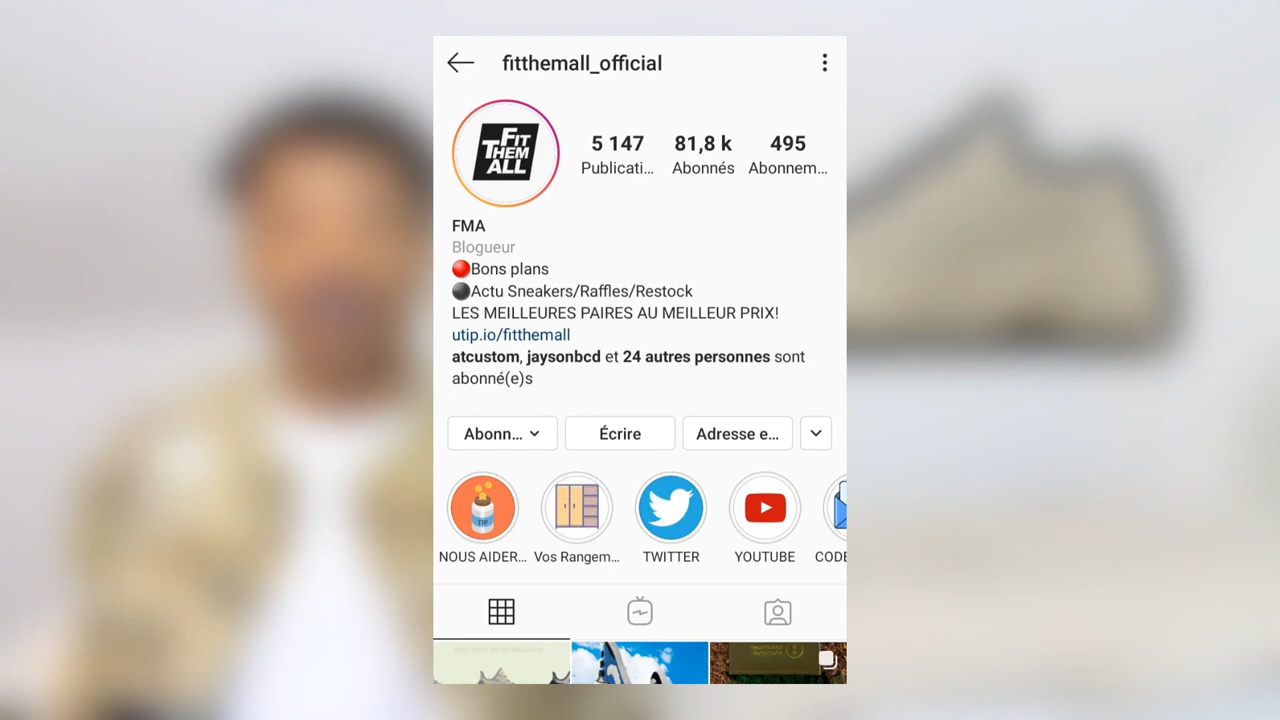 fitthemall_official
FIT
THEM
ALL
5 147
81,8 k
495
Publicati...
Abonnés
Abonnem...
FMA
Blogueur
🔴Bons plans
⚫Actu Sneakers/Raffles/Restock
LES MEILLEURES PAIRES AU MEILLEUR PRIX!
utip.io/fitthemall
atcustom, jaysonbcd et 24 autres personnes sont
abonné(e)s
Abonn...
Écrire
Adresse e...
TIP
NOUS AIDER...
Vos Rangem...
TWITTER
YOUTUBE
CODE